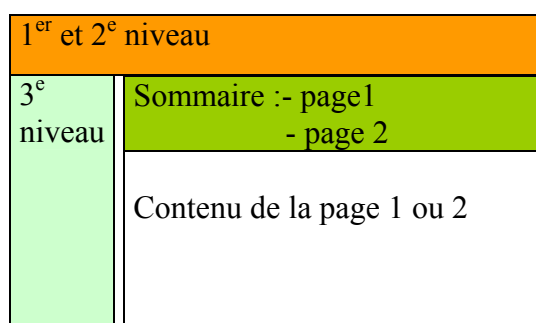 1er et 2e niveau
3e
niveau
Sommaire :- page1
- page 2
Contenu de la page 1 ou 2